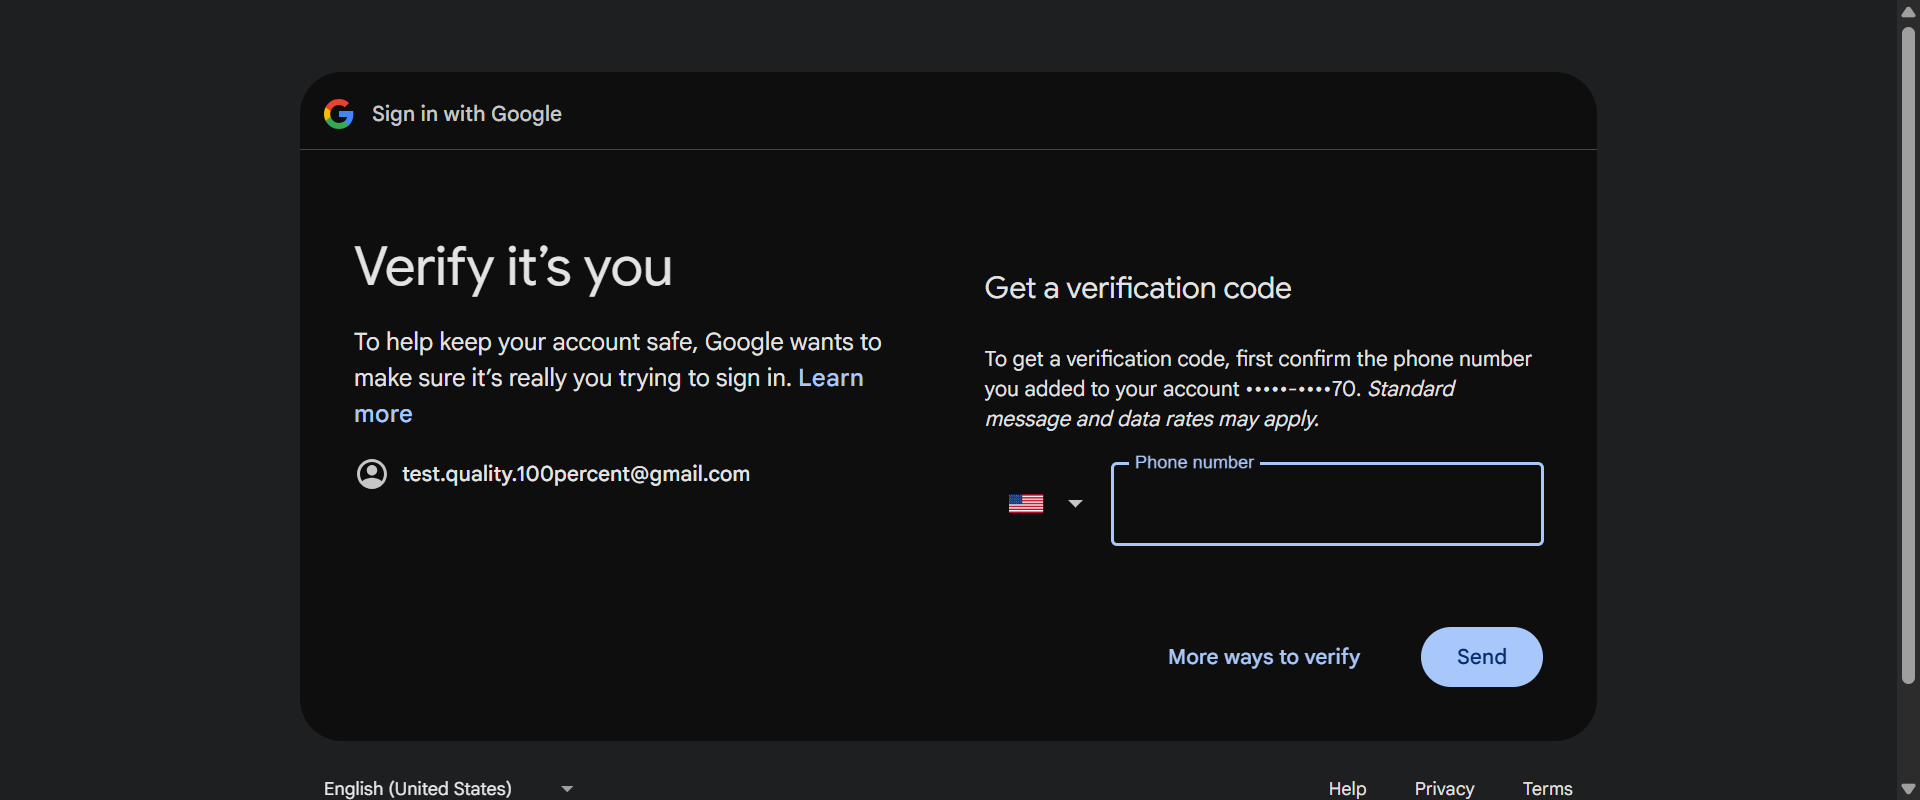 Sign in with Google
Verify it’s you
To help keep your account safe, Google wants to
make sure it’s really you trying to sign in. Learn
more
test.quality.100percent@gmail.com
Get a verification code
To get a verification code, first confirm the phone number
you added to your account •••••-••••70. Standard
message and data rates may apply.
Phone number
More ways to verify
Send
English (United States)
Help
Privacy
Terms